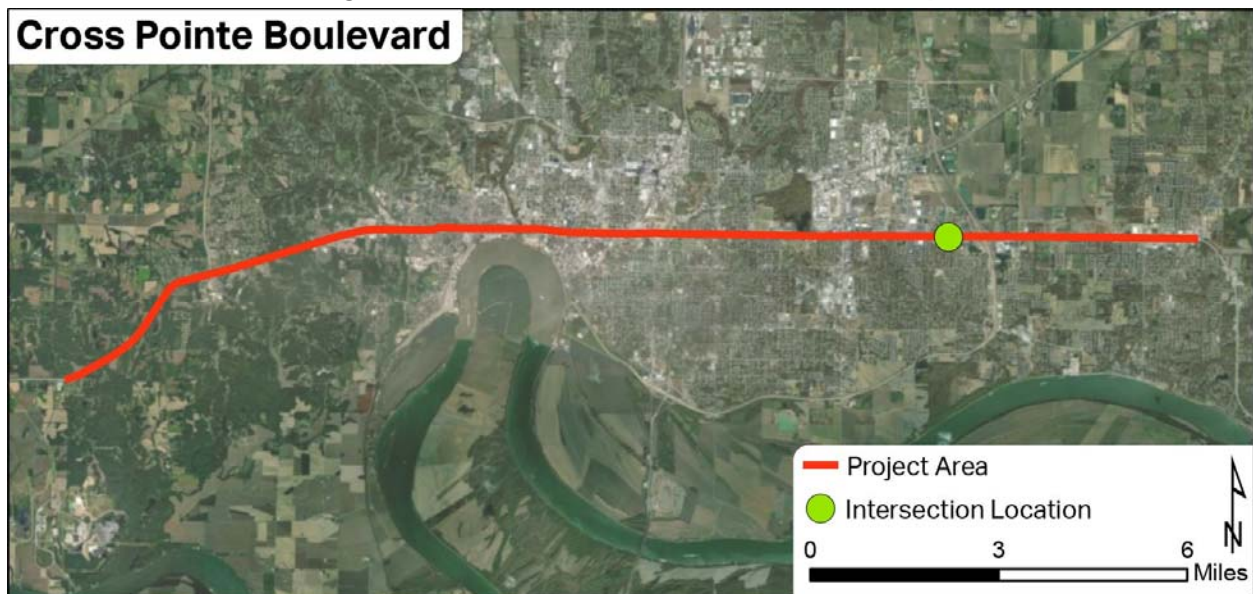 Cross Pointe Boulevard
Project Area
Intersection Location
N
0 3 6
Miles